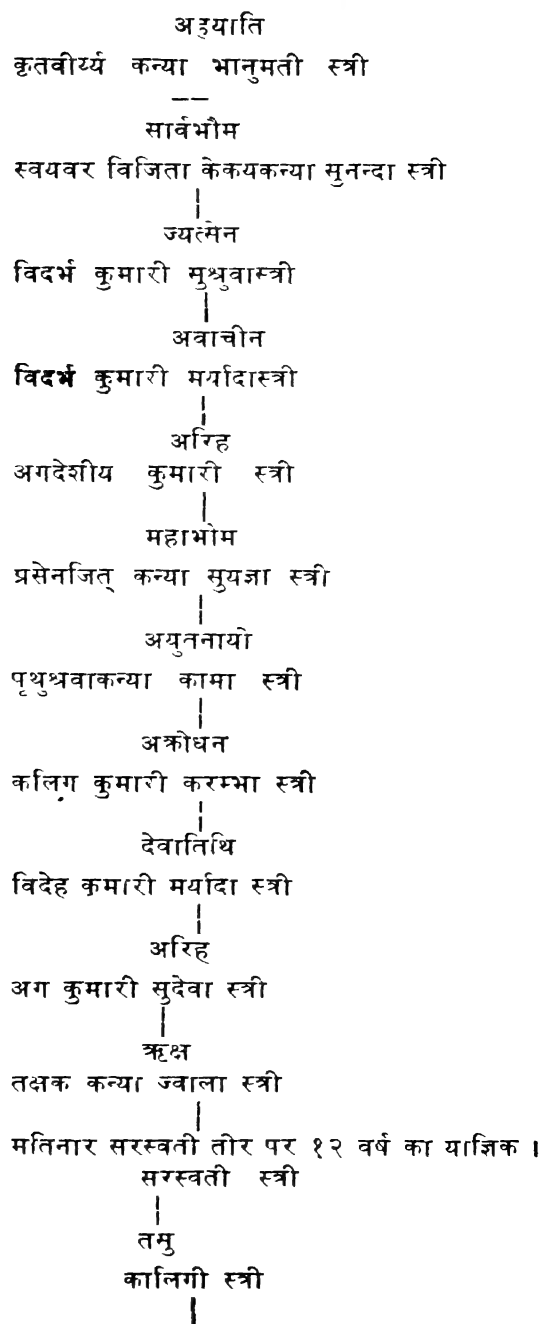 अहयाति
कृतवीर्य्य कन्या भानुमती स्त्री
सार्वभौम
स्वयवर विजिता केकयकन्या सुनन्दा स्त्री
ज्यत्सेन
विदर्भ कुमारी सुश्रुवास्त्री
अवाचीन
विदर्भ कुमारी मर्यादास्त्री
अरिह
अगदेशीय कुमारी स्त्री
महाभोम
प्रसेनजित् कन्या सुयज्ञा स्त्री
अयुतनायो
पृथुश्रवाकन्या कामा स्त्री
अक्रोधन
कलिग कुमारी करम्भा स्त्री
देवातिथि
विदेह कमारी मर्यादा स्त्री
अरिह
अग कुमारी सुदेवा स्त्री
ऋक्ष
तक्षक कन्या ज्वाला स्त्री
मतिनार सरस्वती तोर पर १२ वर्ष का याज्ञिक ।
सरस्वती स्त्री
तमु
कालिगी स्त्री